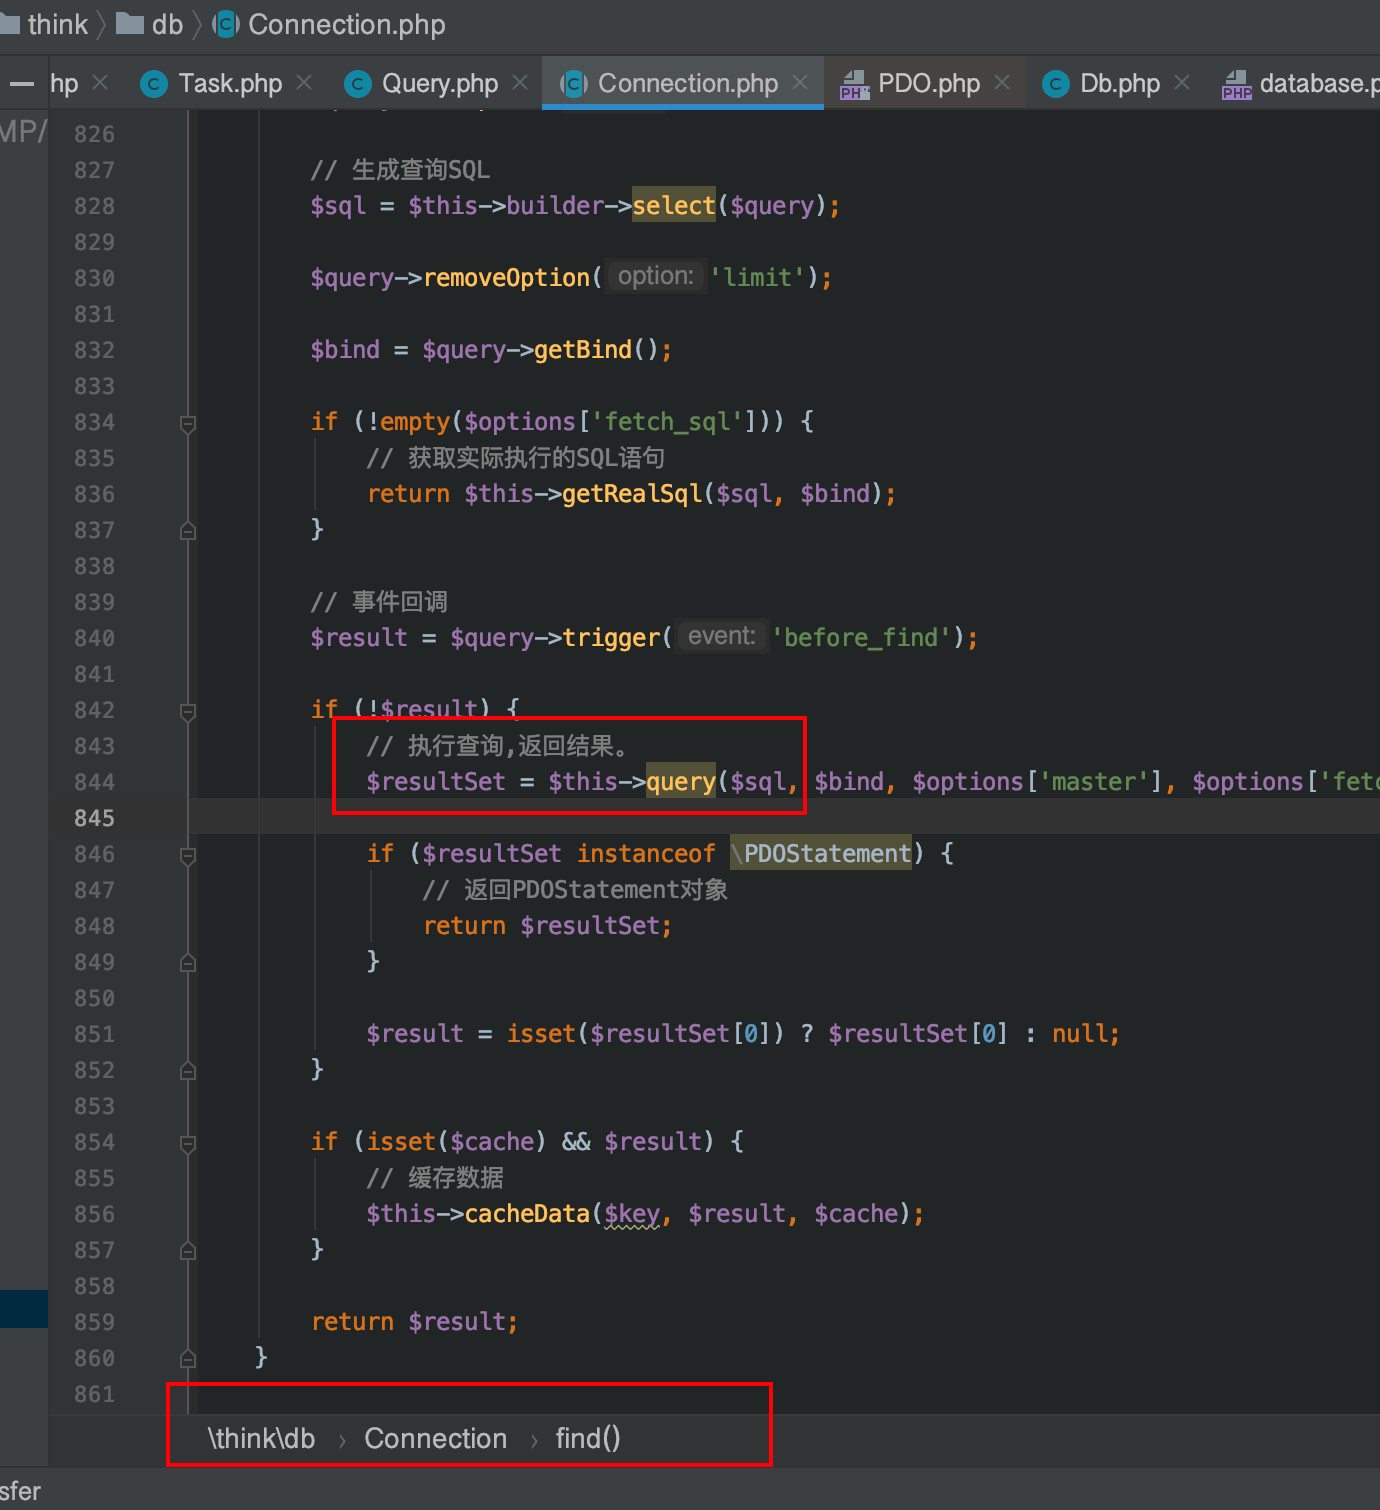 think 〉 db 〉 Connection.php
hp × Task.php × Query.php × Connection.php × PDO.php × Db.php × database.p
MP/
826
827 // 生成查询SQL
828 $sql = $this->builder->select($query);
829
830 $query->removeOption( option: 'limit');
831
832 $bind = $query->getBind();
833
834 if (!empty($options['fetch_sql'])) {
835 // 获取实际执行的SQL语句
836 return $this->getRealSql($sql, $bind);
837 }
838
839 // 事件回调
840 $result = $query->trigger( event: 'before_find');
841
842 if (!$result) {
843 // 执行查询,返回结果。
844 $resultSet = $this->query($sql, $bind, $options['master'], $options['fetc
845
846 if ($resultSet instanceof \PDOStatement) {
847 // 返回PDOStatement对象
848 return $resultSet;
849 }
850
851 $result = isset($resultSet[0]) ? $resultSet[0] : null;
852 }
853
854 if (isset($cache) && $result) {
855 // 缓存数据
856 $this->cacheData($key, $result, $cache);
857 }
858
859 return $result;
860 }
861
\think\db › Connection › find()
sfer